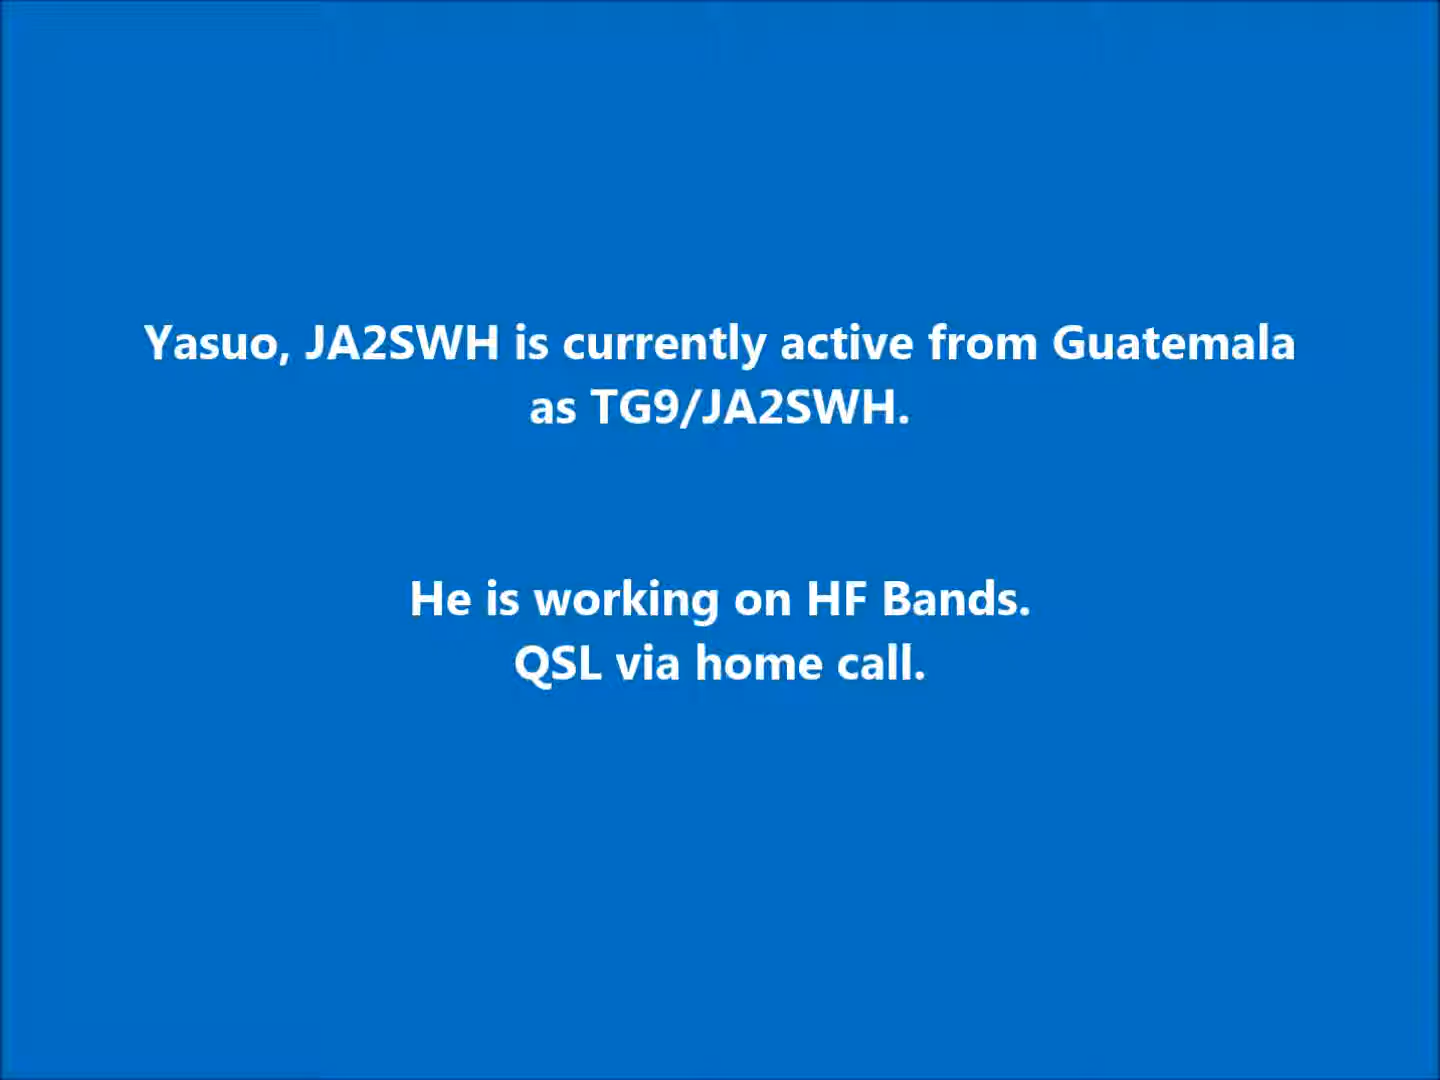 Yasuo, JA2SWH is currently active from Guatemala
as TG9/JA2SWH.
He is working on HF Bands.
QSL via home call.